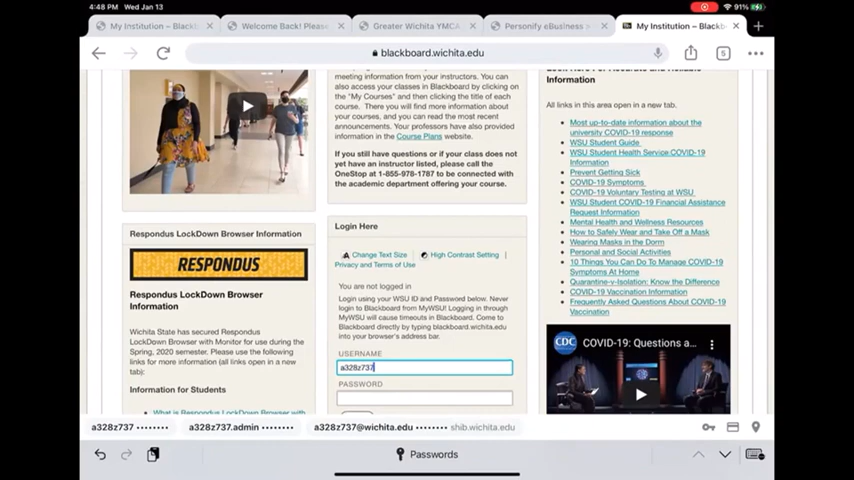 4:48 PM Wed Jan 13
91%
My Institution – Blackb
Welcome Back! Please
Greater Wichita YMCA
Personify eBusiness
My Institution – Blackb
blackboard.wichita.edu
5
meeting information from your instructors. You can
also access your classes in Blackboard by clicking on
the "My Courses" and then clicking the title of each
course. There you will find more information about
your courses, and you can read the most recent
announcements. Your professors have also provided
information in the Course Plans website.
If you still have questions or if your class does not
yet have an instructor listed, please call the
OneStop at 1-855-978-1787 to be connected with
the academic department offering your course.
Respondus LockDown Browser Information
RESPONDUS
Respondus LockDown Browser
Information
Wichita State has secured Respondus
LockDown Browser with Monitor for use during the
Spring, 2020 semester. Please use the following
links for more information (all links open in a new
tab):
Information for Students
What is Respondus LockDown Browser with
Login Here
Change Text Size
High Contrast Setting
Privacy and Terms of Use
You are not logged in
Login using your WSU ID and Password below. Never
login to Blackboard from MyWSU! Logging in through
MyWSU will cause timeouts in Blackboard. Come to
Blackboard directly by typing blackboard.wichita.edu
into your browser's address bar.
USERNAME
a328z737
PASSWORD
Information
All links in this area open in a new tab.
Most up-to-date information about the
university COVID-19 response
WSU Student Guide
WSU Student Health Service:COVID-19
Information
Prevent Getting Sick
COVID-19 Symptoms
COVID-19 Voluntary Testing at WSU
WSU Student COVID-19 Financial Assistance
Request Information
Mental Health and Wellness Resources
How to Safely Wear and Take Off a Mask
Wearing Masks in the Dorm
Personal and Social Activities
10 Things You Can Do To Manage COVID-19
Symptoms At Home
Quarantine-v-Isolation: Know the Difference
COVID-19 Vaccination Information
Frequently Asked Questions About COVID-19
Vaccination
CDC
COVID-19: Questions a...
a328z737 ••••••••
a328z737.admin ••••••••
a328z737@wichita.edu •••••••• shib.wichita.edu
Passwords